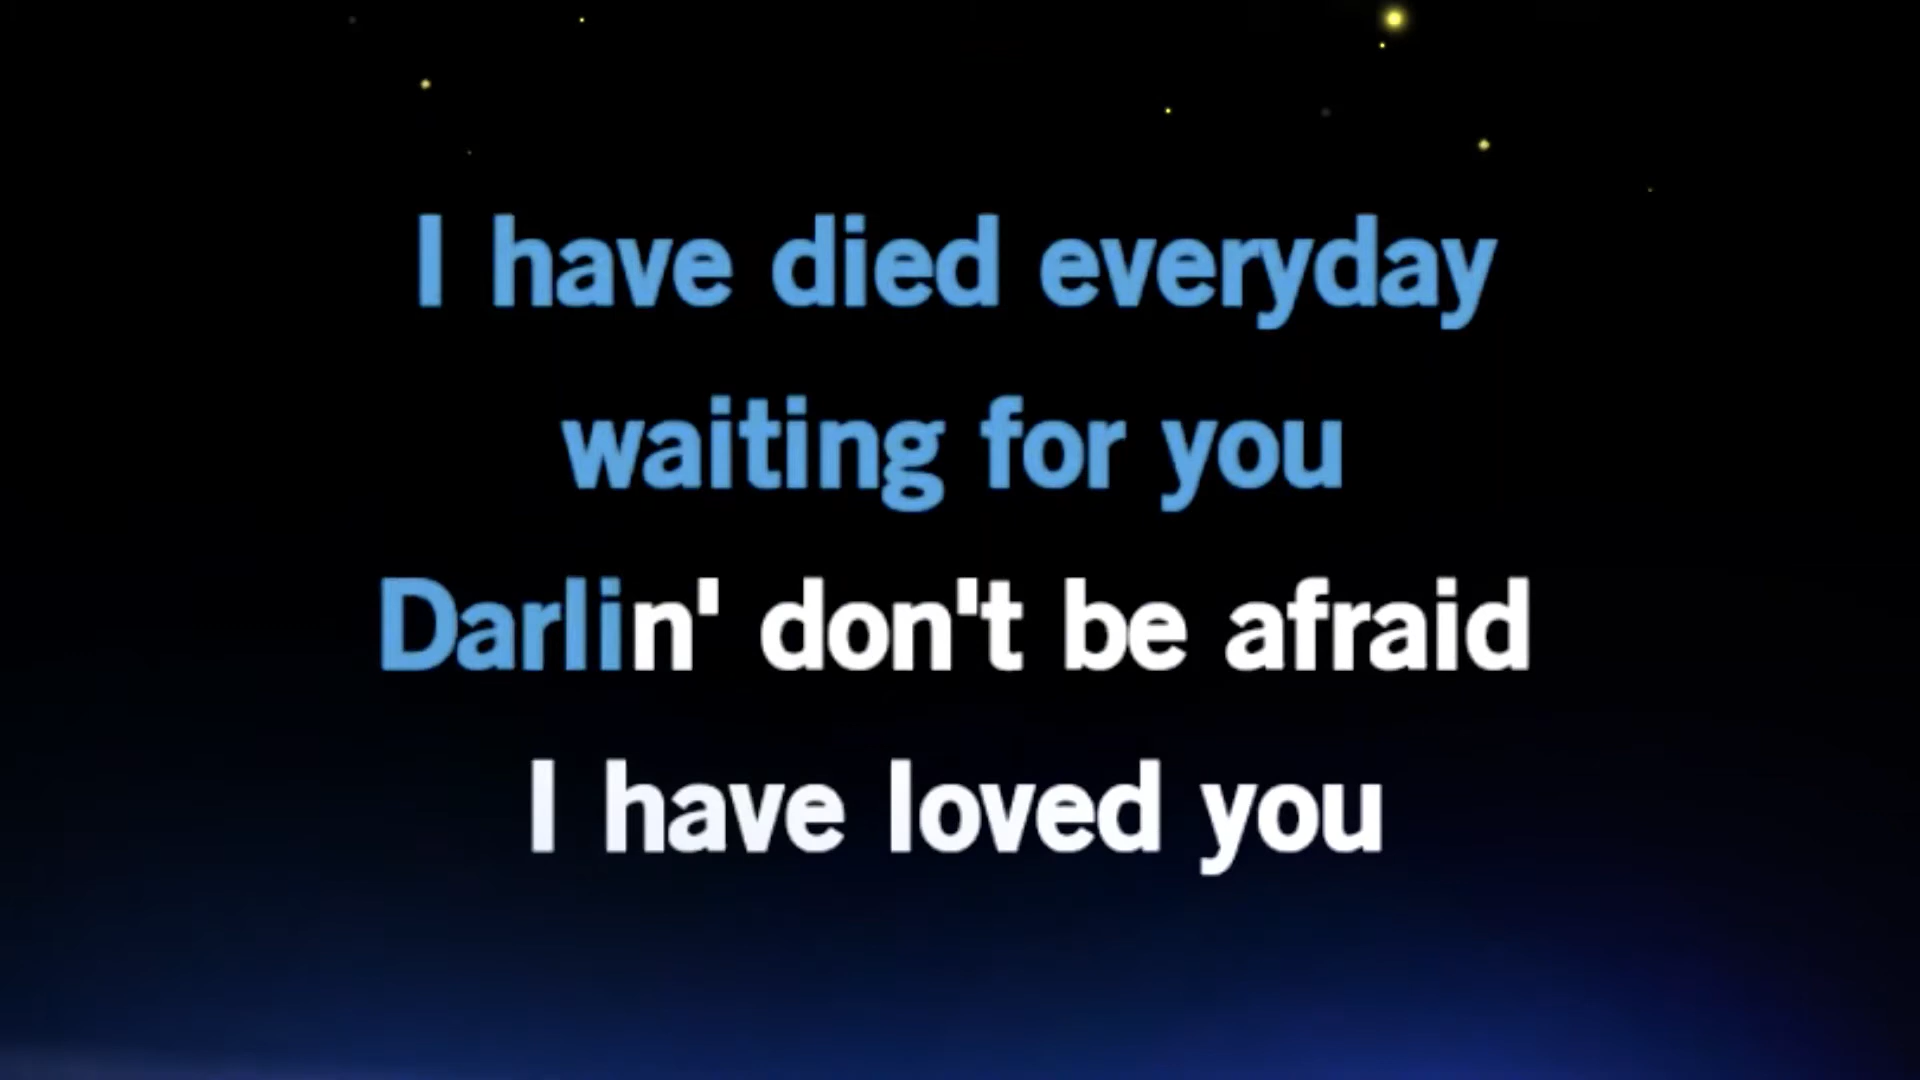 I have died everyday
waiting for you
Darlin' don't be afraid
I have loved you